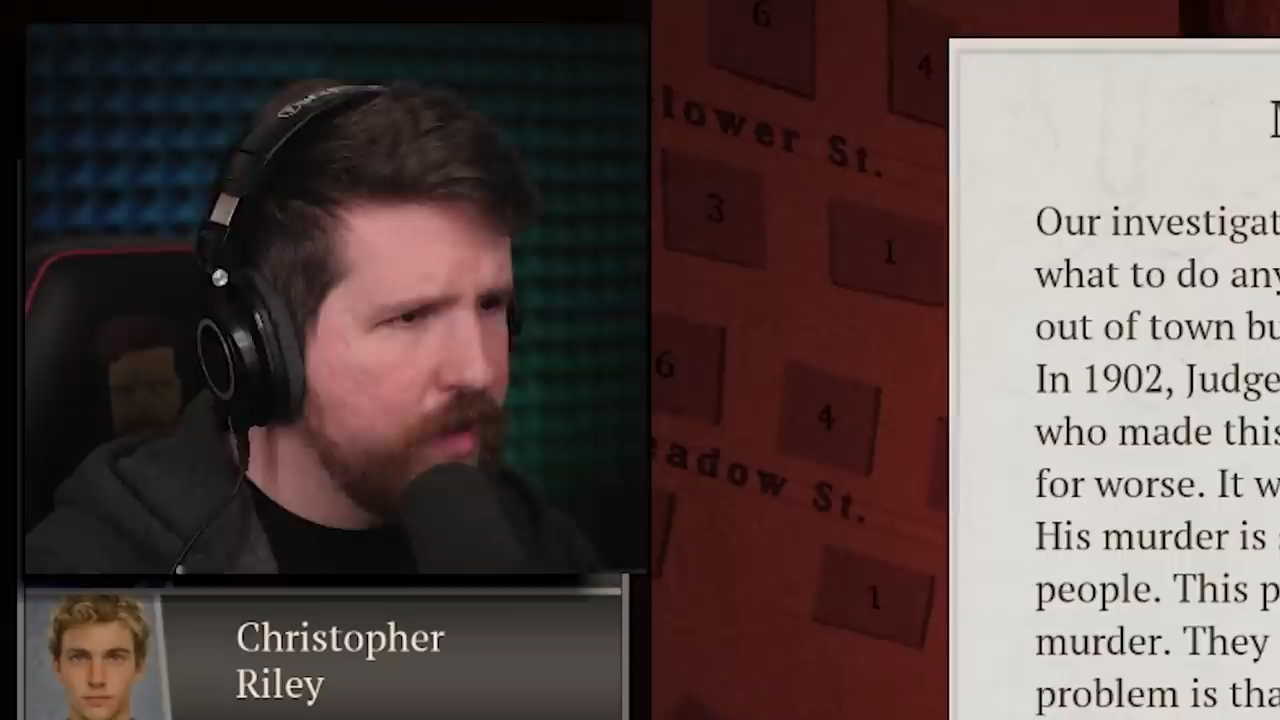 6
4
lower St.
3
1
6
4
eadow St.
1
Our investigat
what to do any
out of town bu
In 1902, Judge
who made this
for worse. It w
His murder is
people. This p
murder. They
problem is tha
Christopher
Riley